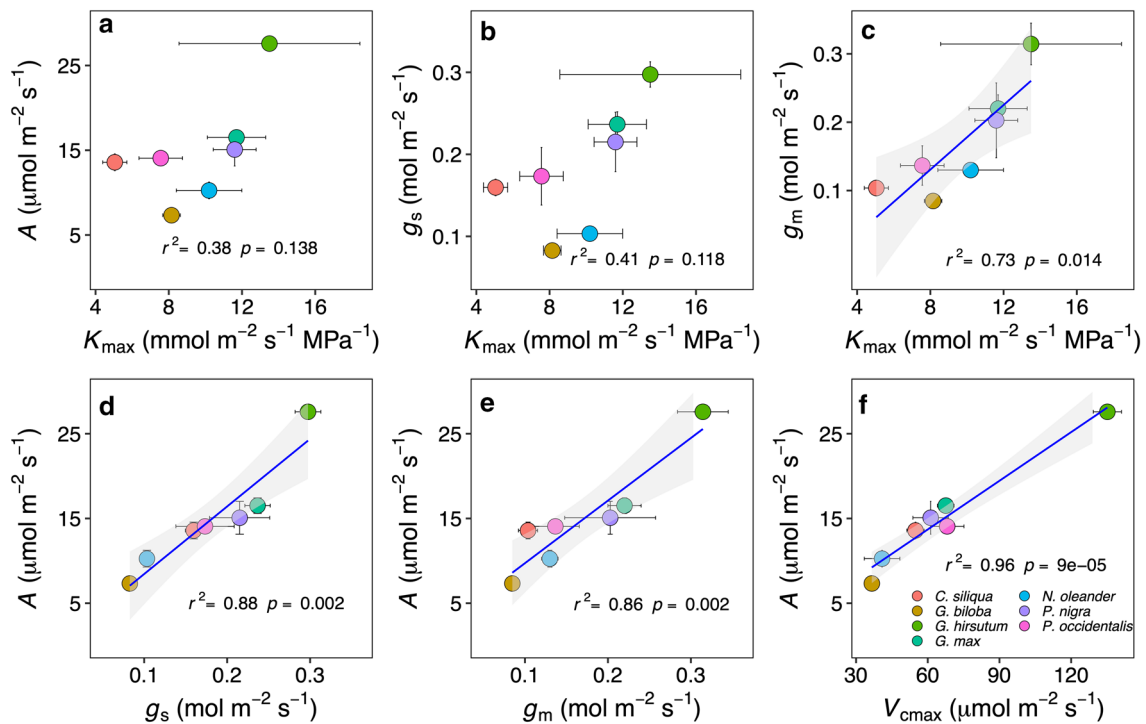 a
25
15
5
A (μmol m⁻² s⁻¹)
r²= 0.38 p = 0.138
4 8 12 16
Kmax (mmol m⁻² s⁻¹ MPa⁻¹)
b
0.3
0.2
0.1
gs (mol m⁻² s⁻¹)
r²= 0.41 p = 0.118
4 8 12 16
Kmax (mmol m⁻² s⁻¹ MPa⁻¹)
c
0.3
0.2
0.1
gm (mol m⁻² s⁻¹)
r²= 0.73 p = 0.014
4 8 12 16
Kmax (mmol m⁻² s⁻¹ MPa⁻¹)
d
25
15
5
A (μmol m⁻² s⁻¹)
r²= 0.88 p = 0.002
0.1 0.2 0.3
gs (mol m⁻² s⁻¹)
e
25
15
5
A (μmol m⁻² s⁻¹)
r²= 0.86 p = 0.002
0.1 0.2 0.3
gm (mol m⁻² s⁻¹)
f
25
15
5
A (μmol m⁻² s⁻¹)
r²= 0.96 p = 9e−05
C. siliqua
G. biloba
G. hirsutum
G. max
N. oleander
P. nigra
P. occidentalis
30 60 90 120
Vcmax (μmol m⁻² s⁻¹)